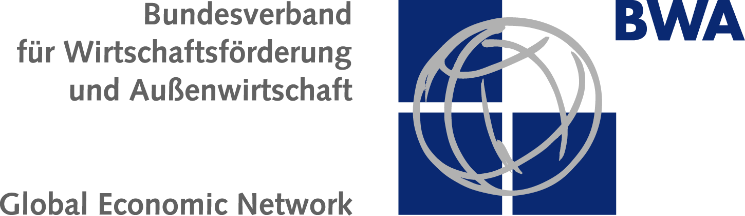 Bundesverband
für Wirtschaftsförderung
und Außenwirtschaft
Global Economic Network
BWA